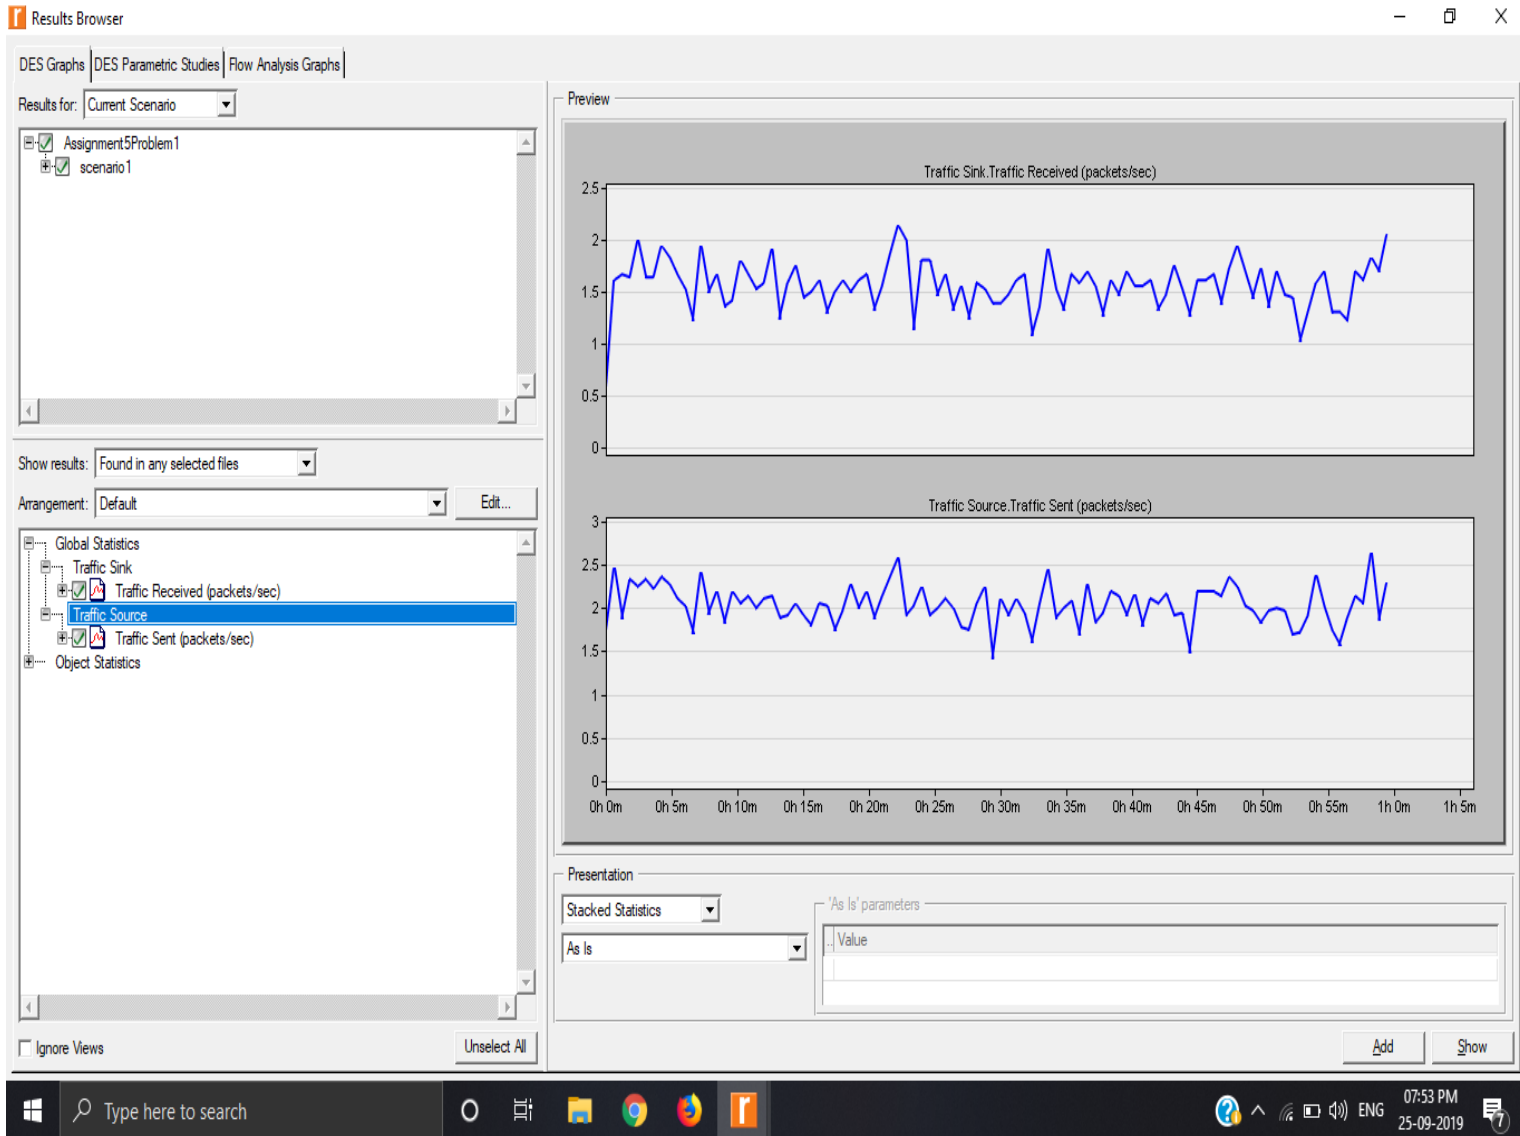 Results Browser
DES Graphs DES Parametric Studies Flow Analysis Graphs
Results for: Current Scenario
Assignment5Problem1
scenario1
Show results: Found in any selected files
Arrangement: Default Edit...
Global Statistics
Traffic Sink
Traffic Received (packets/sec)
Traffic Source
Traffic Sent (packets/sec)
Object Statistics
Ignore Views Unselect All
Preview
Traffic Sink.Traffic Received (packets/sec)
2.5
2
1.5
1
0.5
0
Traffic Source.Traffic Sent (packets/sec)
3
2.5
2
1.5
1
0.5
0
0h 0m 0h 5m 0h 10m 0h 15m 0h 20m 0h 25m 0h 30m 0h 35m 0h 40m 0h 45m 0h 50m 0h 55m 1h 0m 1h 5m
Presentation
Stacked Statistics
As Is
'As Is' parameters
.. Value
Add Show
Type here to search
ENG
07:53 PM
25-09-2019
7